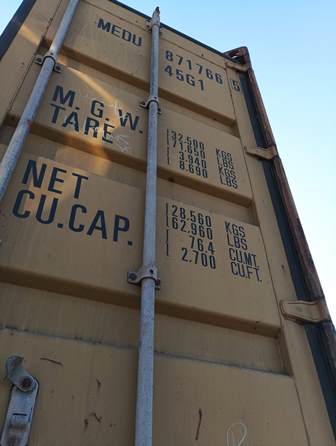 MEDU 871766 5
45G1
M.G.W. 32.500 KGS
71.650 LBS
TARE 3.940 KGS
8.690 LBS
NET 28.560 KGS
62.960 LBS
CU.CAP. 76,4 CU.MT.
2.700 CU.FT.